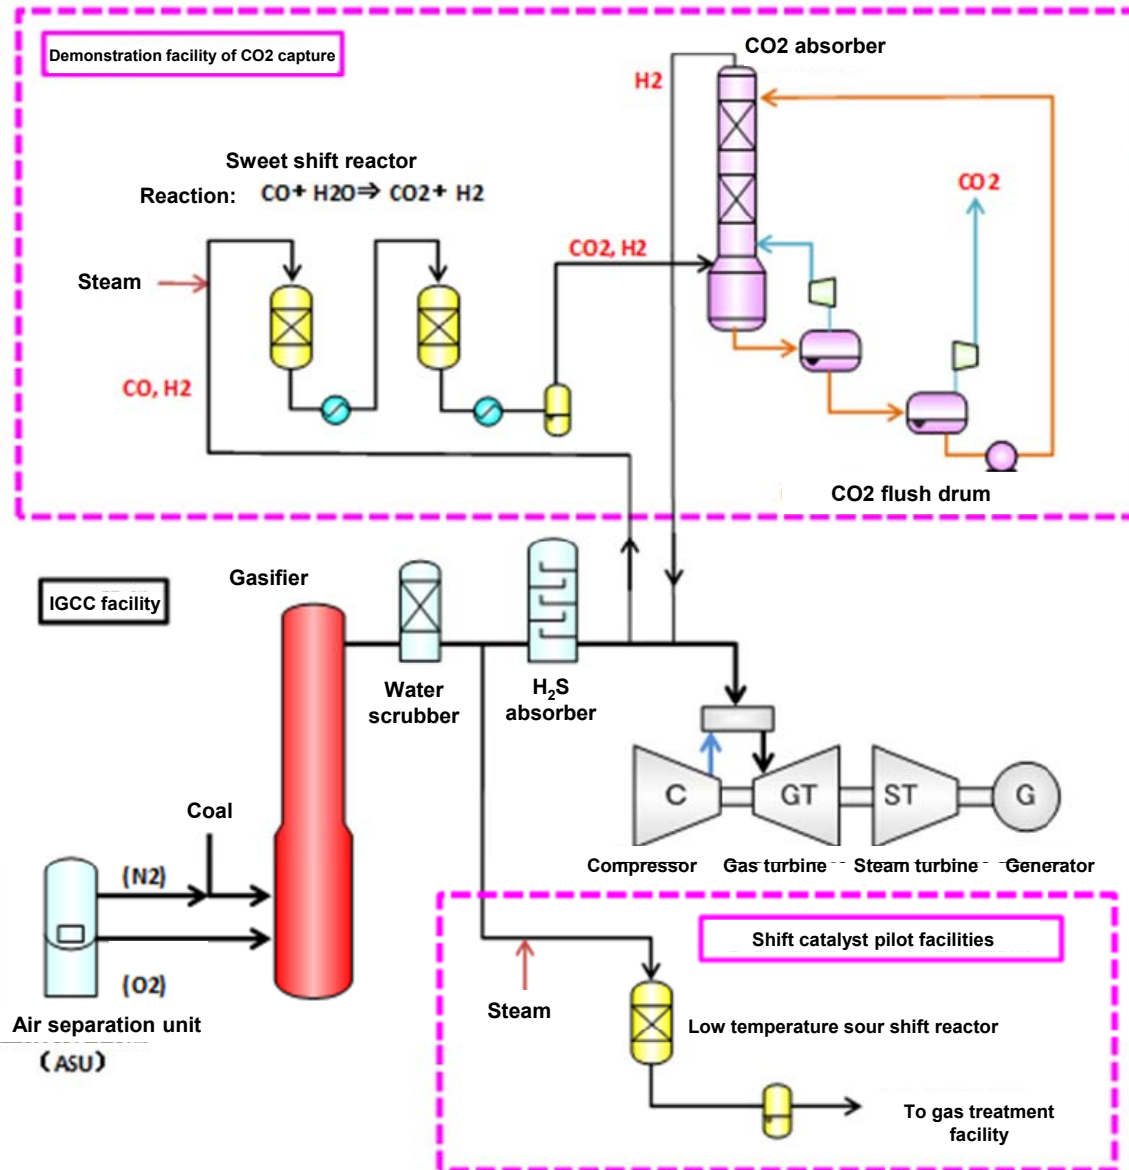 Demonstration facility of CO2 capture
CO2 absorber
H2
Sweet shift reactor
Reaction: CO+ H2O⇒ CO2+ H2
CO2
CO2, H2
Steam
CO, H2
CO2 flush drum
IGCC facility
Gasifier
Water
scrubber
H₂S
absorber
Coal
(N2)
(O2)
Air separation unit
(ASU)
C
GT
ST
G
Compressor
Gas turbine
Steam turbine
Generator
Shift catalyst pilot facilities
Steam
Low temperature sour shift reactor
To gas treatment
facility